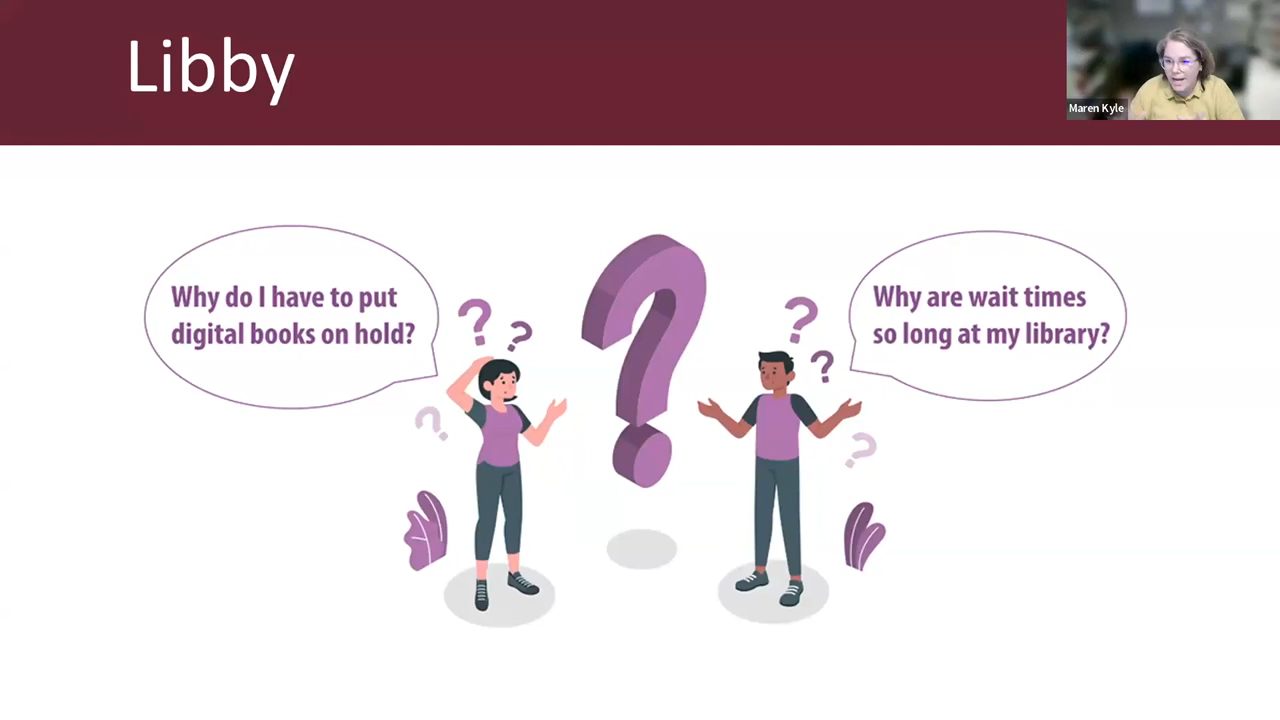 Libby
Maren Kyle
Why do I have to put
digital books on hold?
Why are wait times
so long at my library?